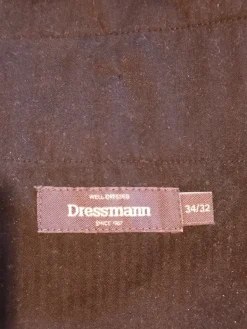 WELL DRESSED
Dressmann
SINCE 1967
34/32